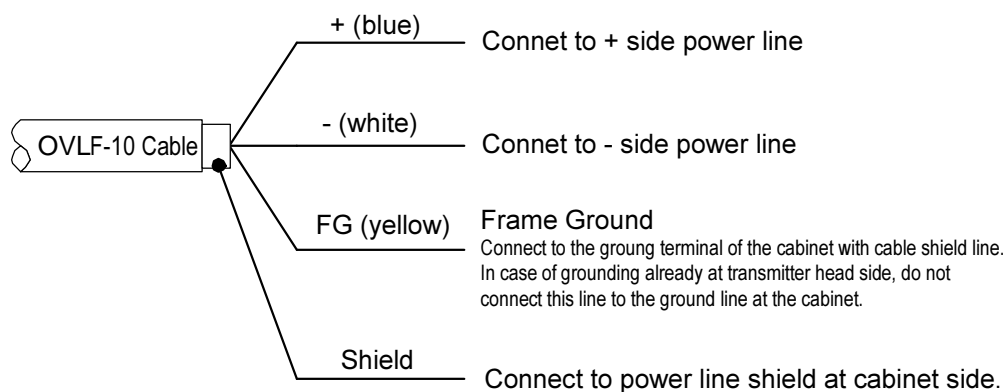 + (blue)
Connet to + side power line
OVLF-10 Cable
- (white)
Connet to - side power line
FG (yellow)
Frame Ground
Connect to the groung terminal of the cabinet with cable shield line.
In case of grounding already at transmitter head side, do not
connect this line to the ground line at the cabinet.
Shield
Connect to power line shield at cabinet side.